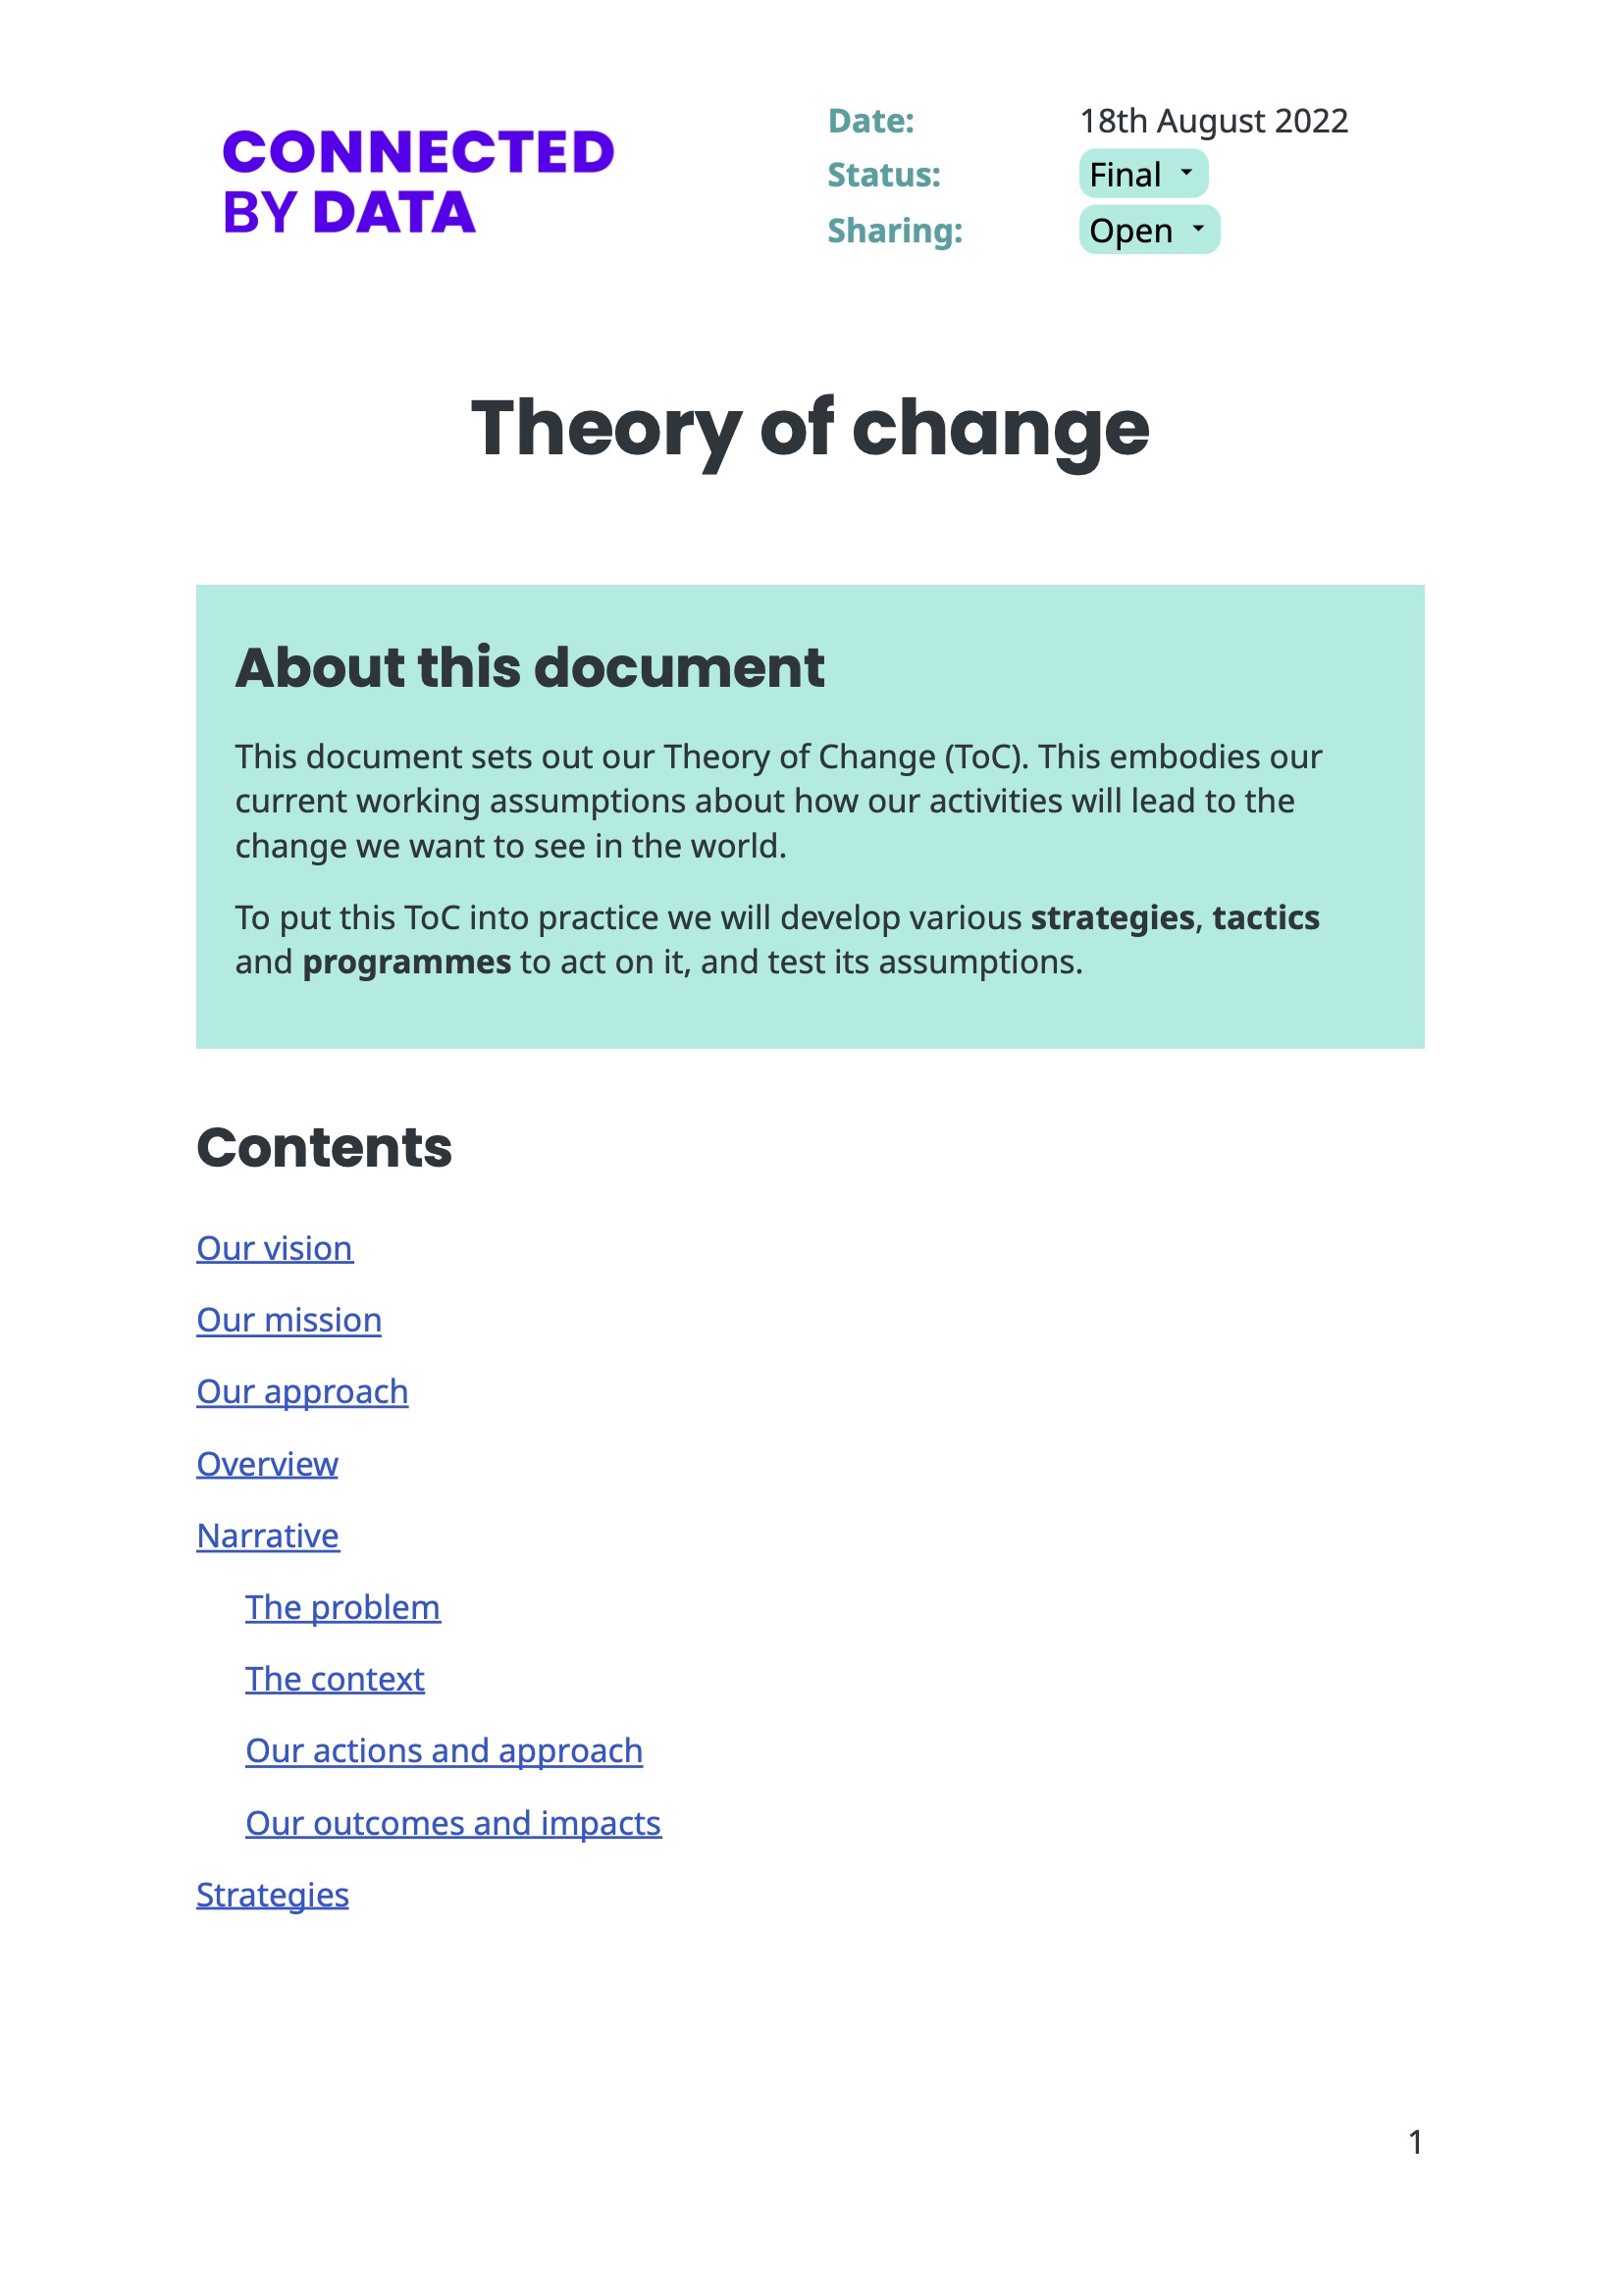 CONNECTED
BY DATA
Date: 18th August 2022
Status: Final
Sharing: Open
Theory of change
About this document
This document sets out our Theory of Change (ToC). This embodies our
current working assumptions about how our activities will lead to the
change we want to see in the world.
To put this ToC into practice we will develop various strategies, tactics
and programmes to act on it, and test its assumptions.
Contents
Our vision
Our mission
Our approach
Overview
Narrative
The problem
The context
Our actions and approach
Our outcomes and impacts
Strategies
1